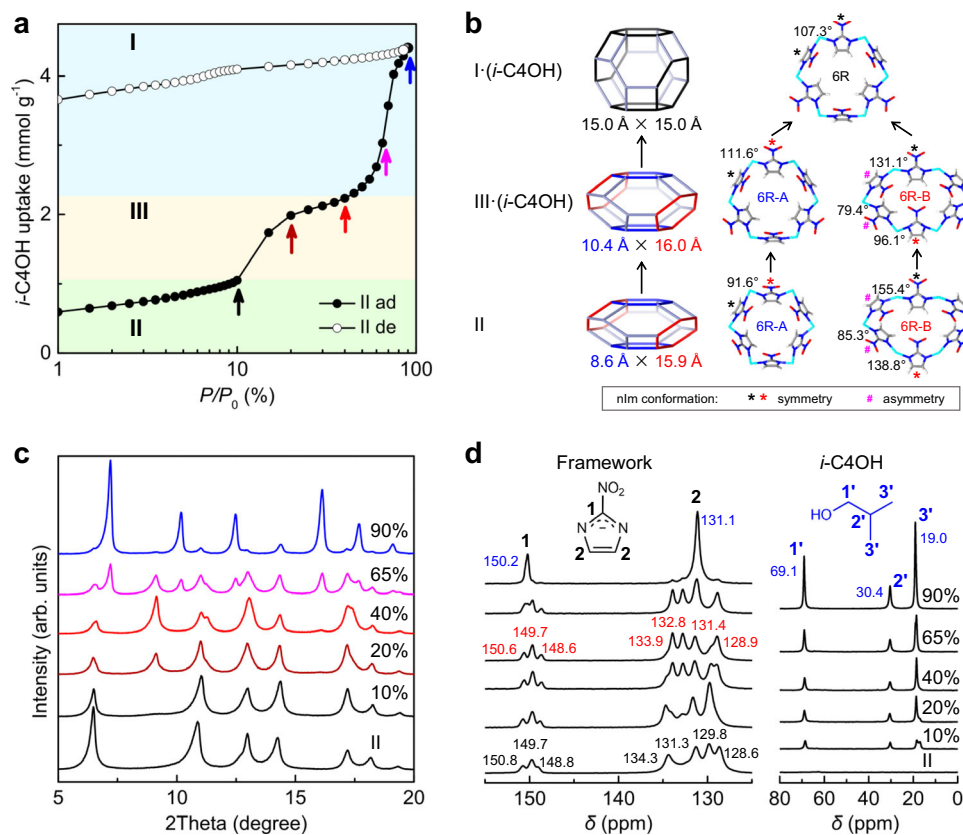 a
i-C4OH uptake (mmol g⁻¹)
4
2
0
I
III
II
II ad
II de
1
10
100
P/P₀ (%)
b
I·(i-C4OH)
15.0 Å × 15.0 Å
107.3°
*
*
6R
III·(i-C4OH)
10.4 Å × 16.0 Å
111.6°
*
*
6R-A
131.1°
*
#
79.4°
#
96.1°
*
6R-B
II
8.6 Å × 15.9 Å
91.6°
*
*
6R-A
155.4°
*
#
85.3°
#
138.8°
*
6R-B
nIm conformation: * * symmetry # asymmetry
c
Intensity (arb. units)
90%
65%
40%
20%
10%
II
5
10
15
20
2Theta (degree)
d
Framework
NO₂
1
N
N
2
2
1
2
150.2
131.1
150.6
149.7
148.6
133.9
132.8
131.4
128.9
150.8
149.7
148.8
134.3
131.3
129.8
128.6
150
140
130
δ (ppm)
i-C4OH
HO
1'
2'
3'
3'
1'
2'
3'
69.1
30.4
19.0
90%
65%
40%
20%
10%
II
80
60
40
20
0
δ (ppm)